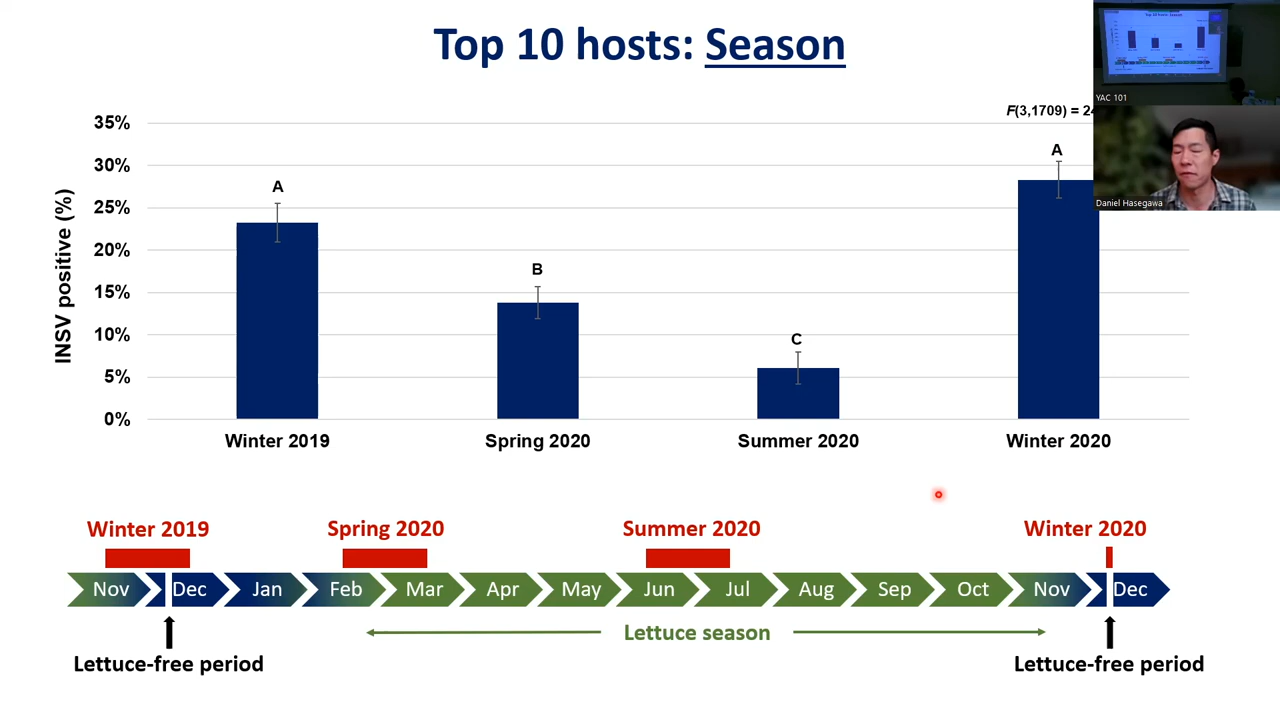 Top 10 hosts: Season
F(3,1709) = 24
YAC 101
Daniel Hasegawa
INSV positive (%)
35%
30%
25%
20%
15%
10%
5%
0%
A
B
C
A
Winter 2019
Spring 2020
Summer 2020
Winter 2020
Winter 2019
Spring 2020
Summer 2020
Winter 2020
Nov
Dec
Jan
Feb
Mar
Apr
May
Jun
Jul
Aug
Sep
Oct
Nov
Dec
Lettuce season
Lettuce-free period
Lettuce-free period